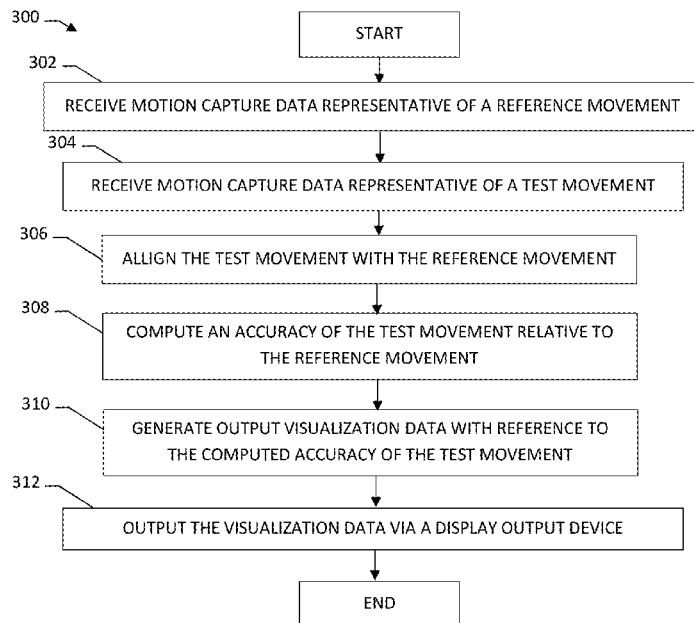 300
START
302
RECEIVE MOTION CAPTURE DATA REPRESENTATIVE OF A REFERENCE MOVEMENT
304
RECEIVE MOTION CAPTURE DATA REPRESENTATIVE OF A TEST MOVEMENT
306
ALLIGN THE TEST MOVEMENT WITH THE REFERENCE MOVEMENT
308
COMPUTE AN ACCURACY OF THE TEST MOVEMENT RELATIVE TO
THE REFERENCE MOVEMENT
310
GENERATE OUTPUT VISUALIZATION DATA WITH REFERENCE TO
THE COMPUTED ACCURACY OF THE TEST MOVEMENT
312
OUTPUT THE VISUALIZATION DATA VIA A DISPLAY OUTPUT DEVICE
END